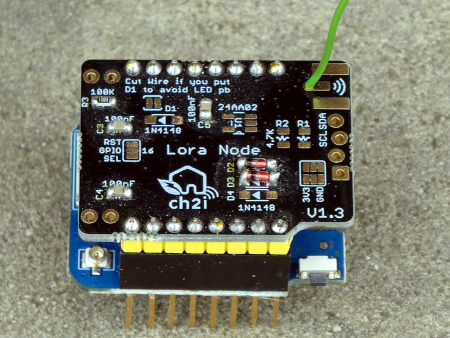 Cut Wire if you put
D1 to avoid LED pb
100K
R3
D1
100nF
24AA02
100nF
C3
1N4148
C5
R2 R1
4.7K
SCLSDA
RST
GPIO
SEL
16
Lora Node
D2
D3
100nF
C4
D4
1N4148
3V3
GND
ch2i
V1.3